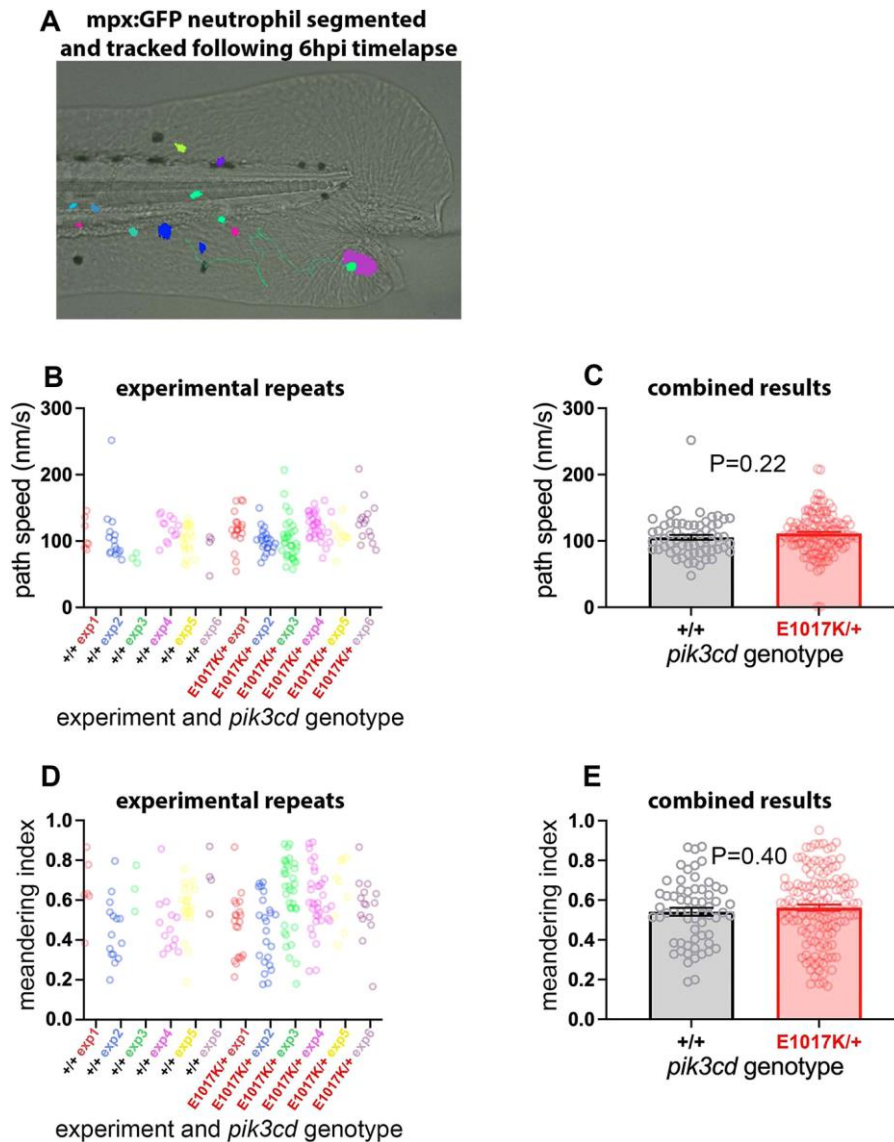 A
mpx:GFP neutrophil segmented
and tracked following 6hpi timelapse
B
experimental repeats
path speed (nm/s)
300
200
100
0
+/+ exp1
+/+ exp2
+/+ exp3
+/+ exp4
+/+ exp5
+/+ exp6
E1017K/+ exp1
E1017K/+ exp2
E1017K/+ exp3
E1017K/+ exp4
E1017K/+ exp5
E1017K/+ exp6
experiment and pik3cd genotype
C
combined results
path speed (nm/s)
300
200
100
0
P=0.22
+/+
E1017K/+
pik3cd genotype
D
experimental repeats
meandering index
1.0
0.8
0.6
0.4
0.2
0.0
+/+ exp1
+/+ exp2
+/+ exp3
+/+ exp4
+/+ exp5
+/+ exp6
E1017K/+ exp1
E1017K/+ exp2
E1017K/+ exp3
E1017K/+ exp4
E1017K/+ exp5
E1017K/+ exp6
experiment and pik3cd genotype
E
combined results
meandering index
1.0
0.8
0.6
0.4
0.2
0.0
P=0.40
+/+
E1017K/+
pik3cd genotype